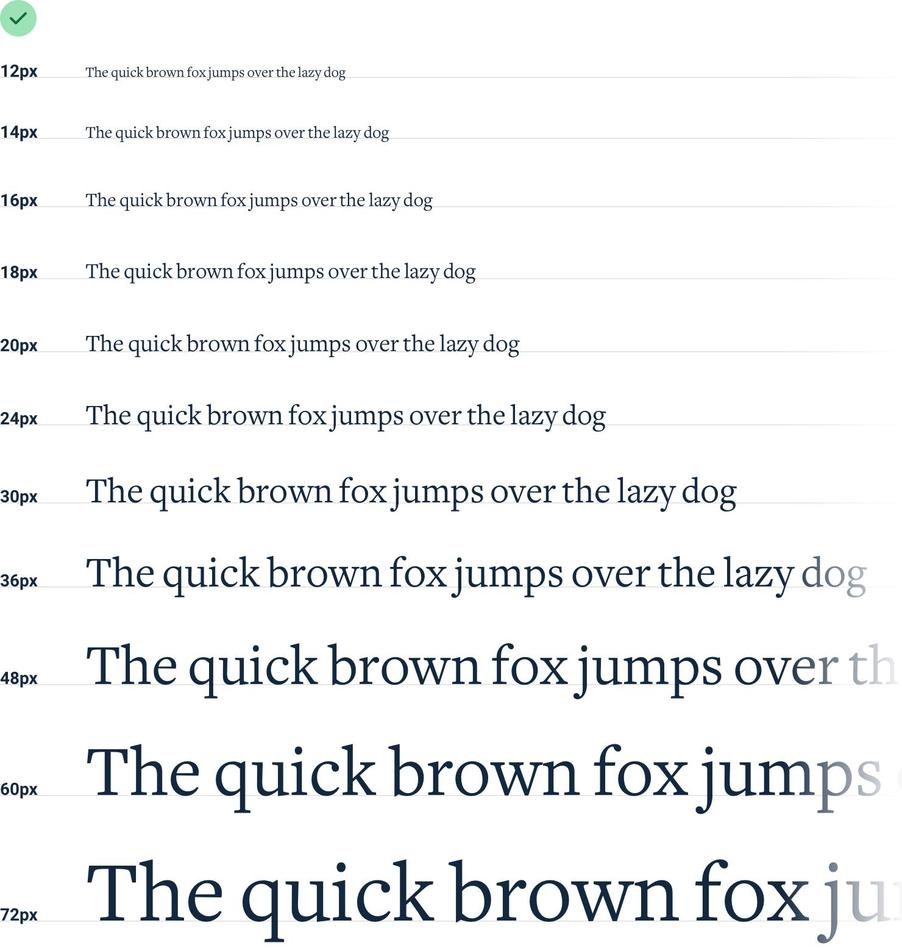 12px The quick brown fox jumps over the lazy dog
14px The quick brown fox jumps over the lazy dog
16px The quick brown fox jumps over the lazy dog
18px The quick brown fox jumps over the lazy dog
20px The quick brown fox jumps over the lazy dog
24px The quick brown fox jumps over the lazy dog
30px The quick brown fox jumps over the lazy dog
36px The quick brown fox jumps over the lazy dog
48px The quick brown fox jumps over th
60px The quick brown fox jumps
72px The quick brown fox ju